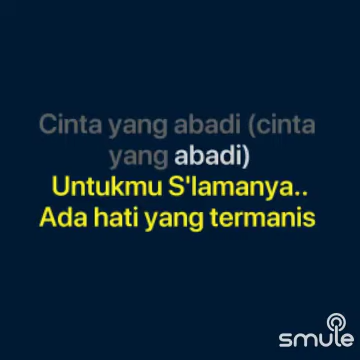 Cinta yang abadi (cinta
yang abadi)
Untukmu S'lamanya..
Ada hati yang termanis
smule